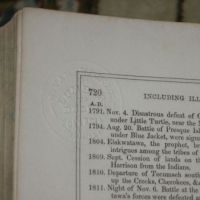 720 INCLUDING ILL
A.D.
1791. Nov. 4. Disastrous defeat of G
under Little Turtle, near the M
1794. Aug. 20. Battle of Presque Isl
under Blue Jacket, were sign
1804. Elskwatawa, the prophet, be
intrigues among the tribes of
1809. Sept. Cession of lands on th
Harrison from the Indians.
1810. Departure of Tecumseh south
up the Creeks, Cherokees, &c
1811. Night of Nov. 6. Battle at the
tawa's forces were defeated